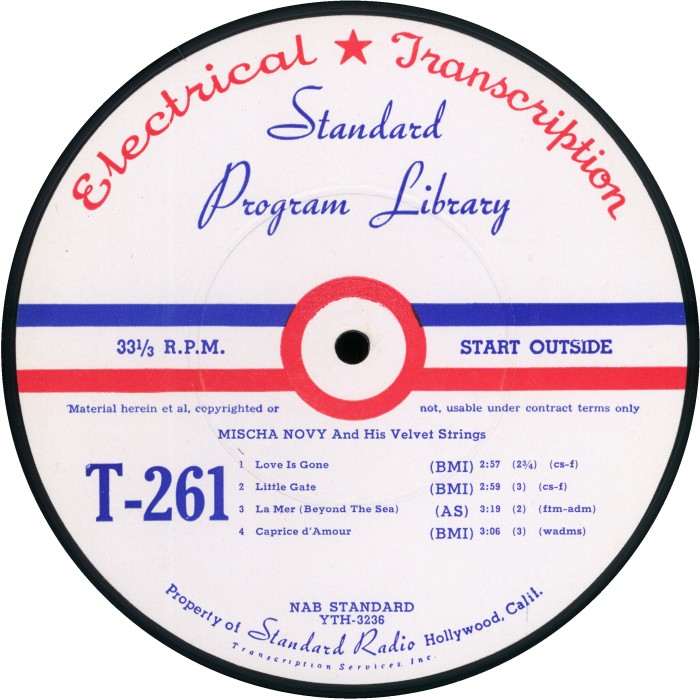 Electrical ★ Transcription
Standard
Program Library
33⅓ R.P.M. START OUTSIDE
Material herein et al, copyrighted or not, usable under contract terms only
MISCHA NOVY And His Velvet Strings
T-261
1 Love Is Gone (BMI) 2:57 (2¾) (cs-f)
2 Little Gate (BMI) 2:59 (3) (cs-f)
3 La Mer (Beyond The Sea) (AS) 3:19 (2) (ftm-adm)
4 Caprice d'Amour (BMI) 3:06 (3) (wadms)
NAB STANDARD
YTH-3236
Property of Standard Radio Hollywood, Calif.
Transcription Services, Inc.